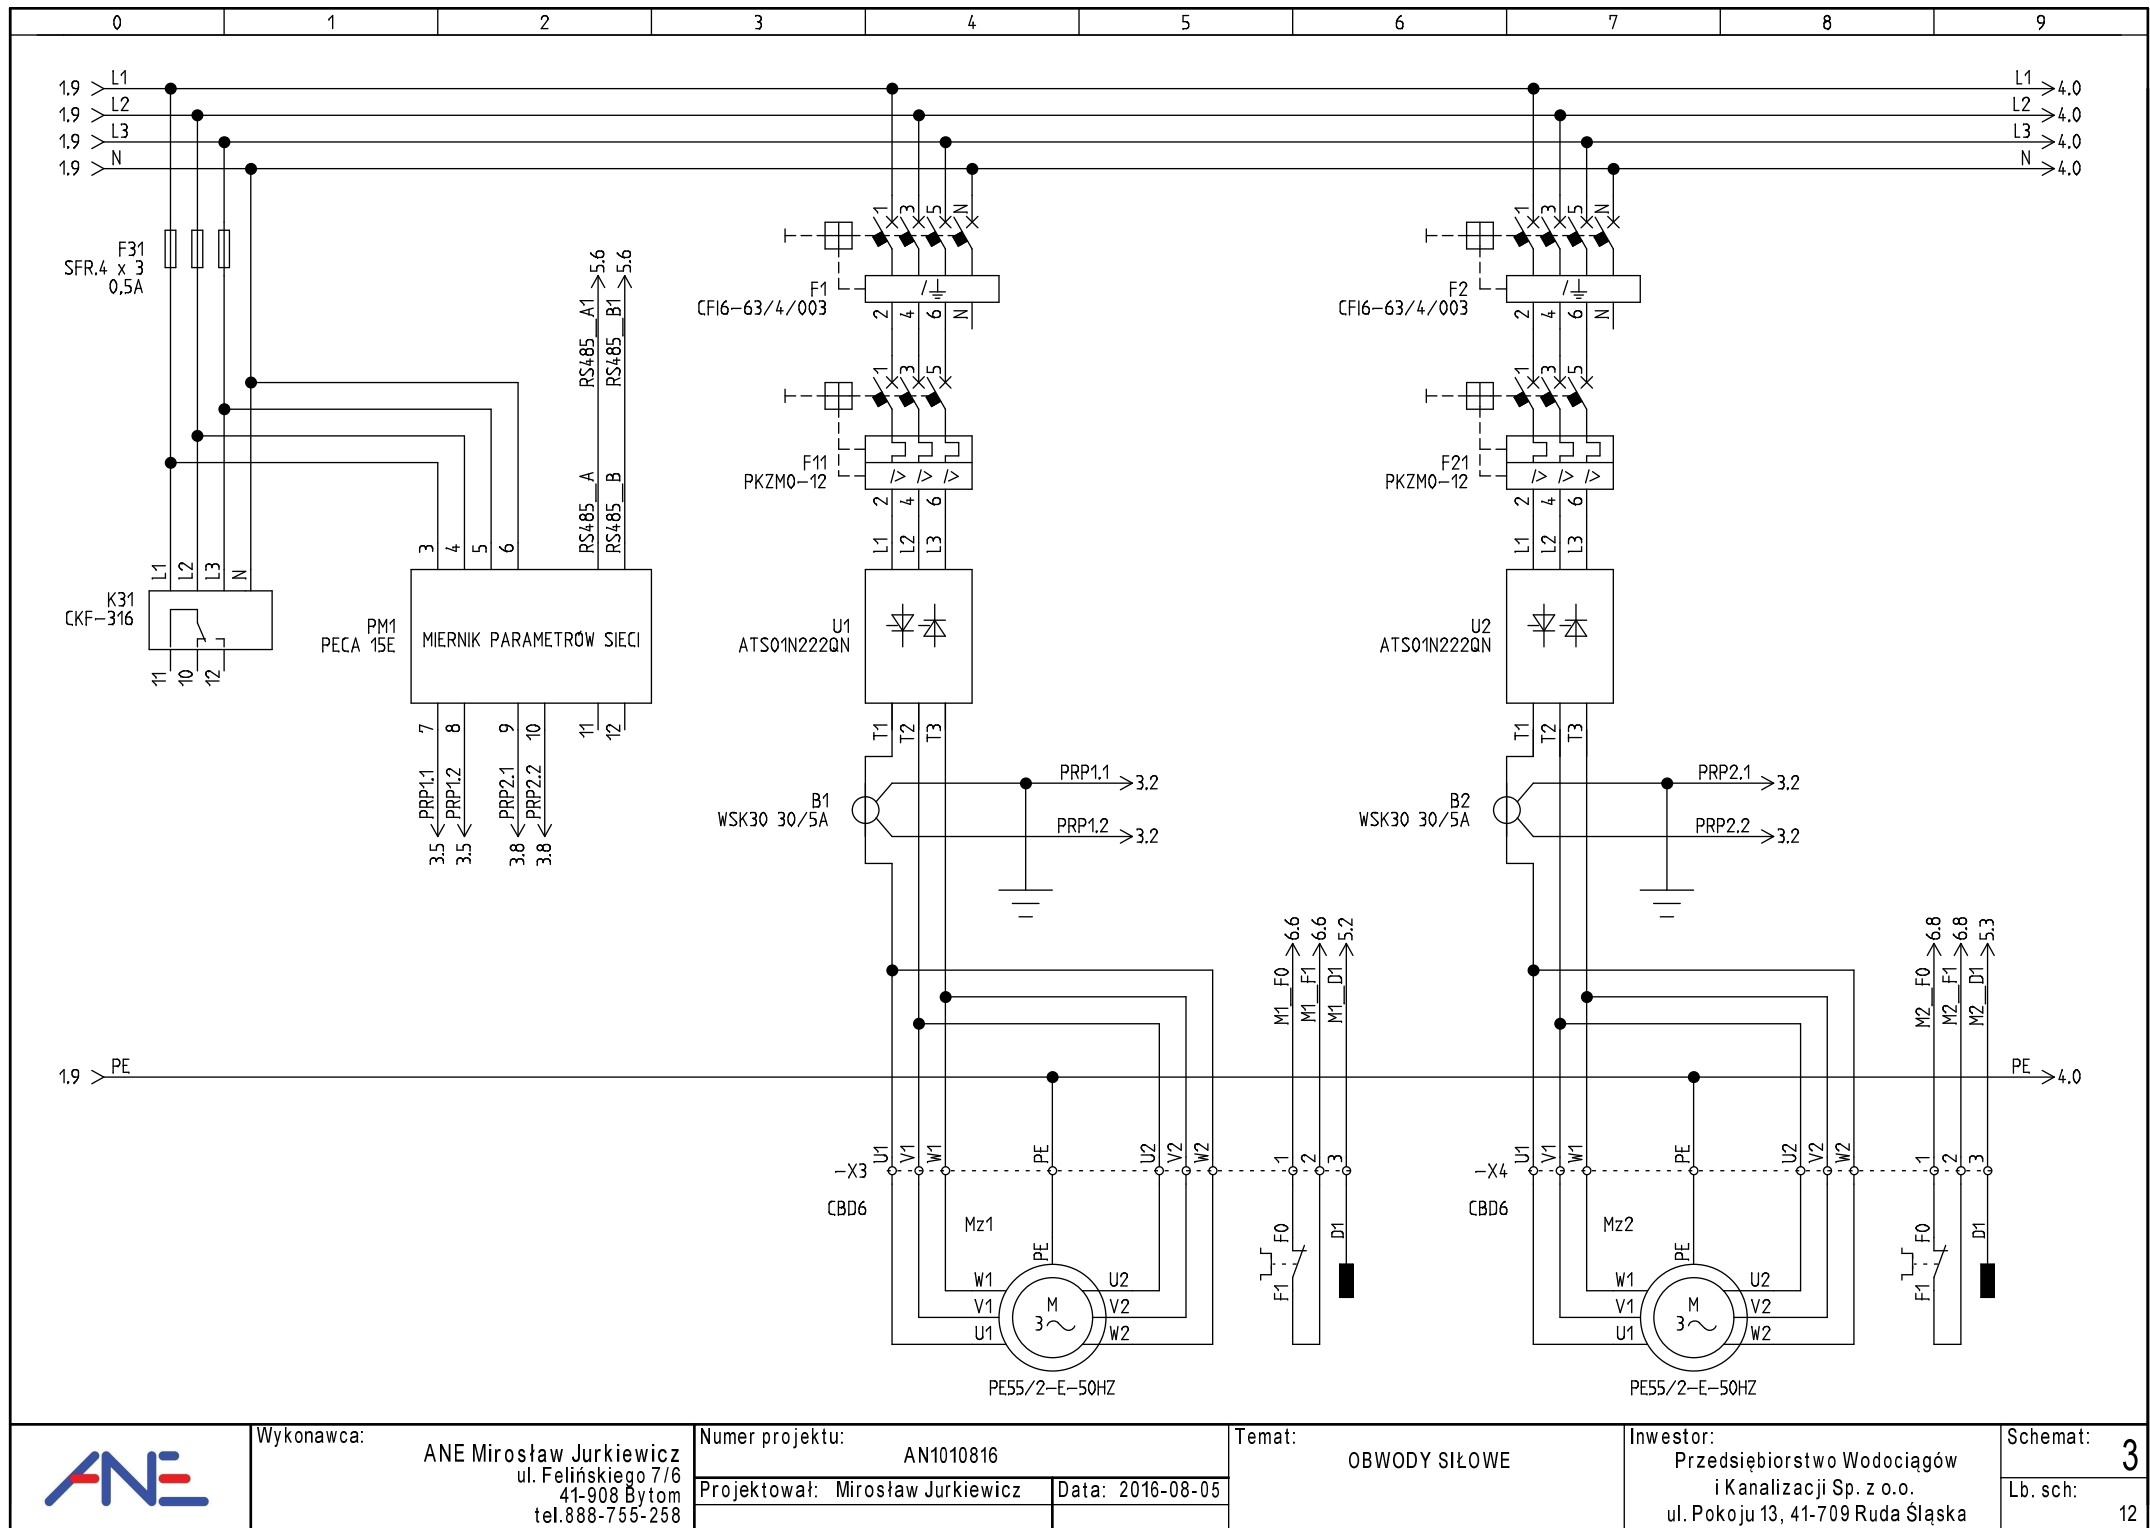 0 1 2 3 4 5 6 7 8 9
1.9 L1 L1 4.0
1.9 L2 L2 4.0
1.9 L3 L3 4.0
1.9 N N 4.0
F31
SFR.4 x 3
0,5A
5.6 5.6
RS485_A1 RS485_B1
RS485_A RS485_B
3 4 5 6
L1 L2 L3 N
K31
CKF-316
11 10 12
PM1
PECA 15E
MIERNIK PARAMETRÓW SIECI
7 8 9 10 11 12
PRP1.1 PRP1.2 PRP2.1 PRP2.2
3.5 3.5 3.8 3.8
1 3 5 N
F1
CFI6-63/4/003
I
2 4 6 N
1 3 5
F11
PKZM0-12
I> I> I>
2 4 6
L1 L2 L3
U1
ATS01N222QN
T1 T2 T3
B1
WSK30 30/5A
PRP1.1 3.2
PRP1.2 3.2
6.6 6.6 5.2
M1_F0 M1_F1 M1_D1
1 3 5 N
F2
CFI6-63/4/003
I
2 4 6 N
1 3 5
F21
PKZM0-12
I> I> I>
2 4 6
L1 L2 L3
U2
ATS01N222QN
T1 T2 T3
B2
WSK30 30/5A
PRP2.1 3.2
PRP2.2 3.2
6.8 6.8 5.3
M2_F0 M2_F1 M2_D1
1.9 PE PE 4.0
-X3 U1 V1 W1 PE U2 V2 W2 1 2 3
CBD6
Mz1
PE
F0 D1
F1
W1 U2
V1 V2
U1 W2
M
3
PE55/2-E-50HZ
-X4 U1 V1 W1 PE U2 V2 W2 1 2 3
CBD6
Mz2
PE
F0 D1
F1
W1 U2
V1 V2
U1 W2
M
3
PE55/2-E-50HZ
ANE
Wykonawca:
ANE Mirosław Jurkiewicz
ul. Felińskiego 7/6
41-908 Bytom
tel.888-755-258
Numer projektu:
AN1010816
Projektował: Mirosław Jurkiewicz
Data: 2016-08-05
Temat:
OBWODY SIŁOWE
Inwestor:
Przedsiębiorstwo Wodociągów
i Kanalizacji Sp. z o.o.
ul. Pokoju 13, 41-709 Ruda Śląska
Schemat:
3
Lb. sch:
12